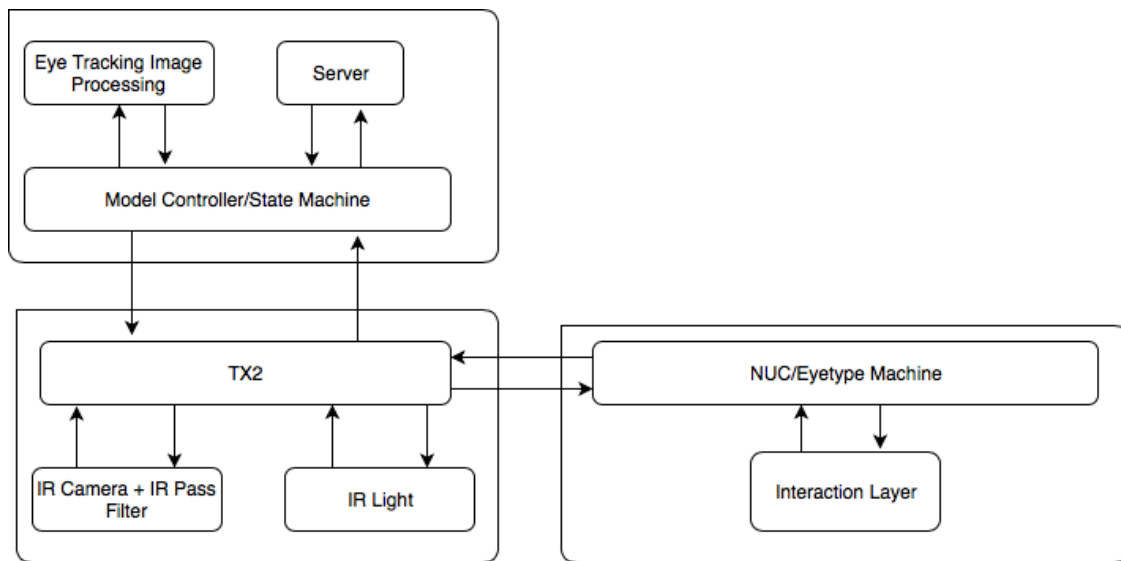 Eye Tracking Image
Processing
Server
Model Controller/State Machine
TX2
NUC/Eyetype Machine
IR Camera + IR Pass
Filter
IR Light
Interaction Layer